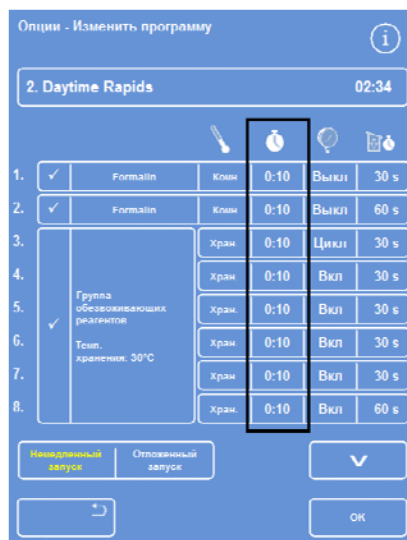 Опции - Изменить программу
i
2. Daytime Rapids 02:34
1. ✓ Formalin Комн 0:10 Выкл 30 s
2. ✓ Formalin Комн 0:10 Выкл 60 s
3. Хран. 0:10 Цикл 30 s
4. Хран 0:10 Вкл 30 s
5. Хран. 0:10 Вкл 30 s
6. Хран. 0:10 Вкл 30 s
7. Хран 0:10 Вкл 30 s
8. Хран. 0:10 Вкл 60 s
✓ Группа
обезвоживающих
реагентов
Темп.
хранения: 30°C
Немедленный
запуск
Отложенный
запуск
ОК